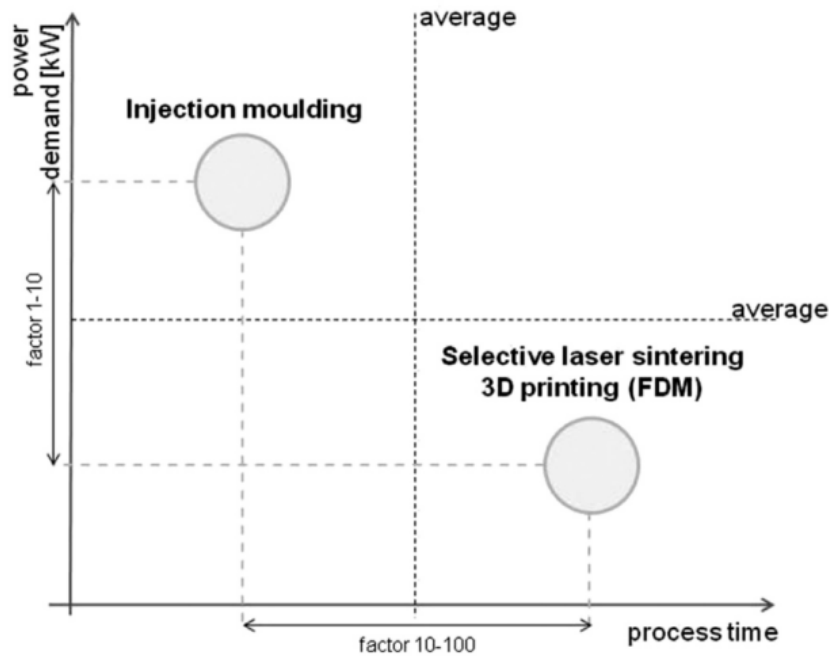 average
power
demand [kW]
Injection moulding
factor 1-10
average
Selective laser sintering
3D printing (FDM)
process time
factor 10-100